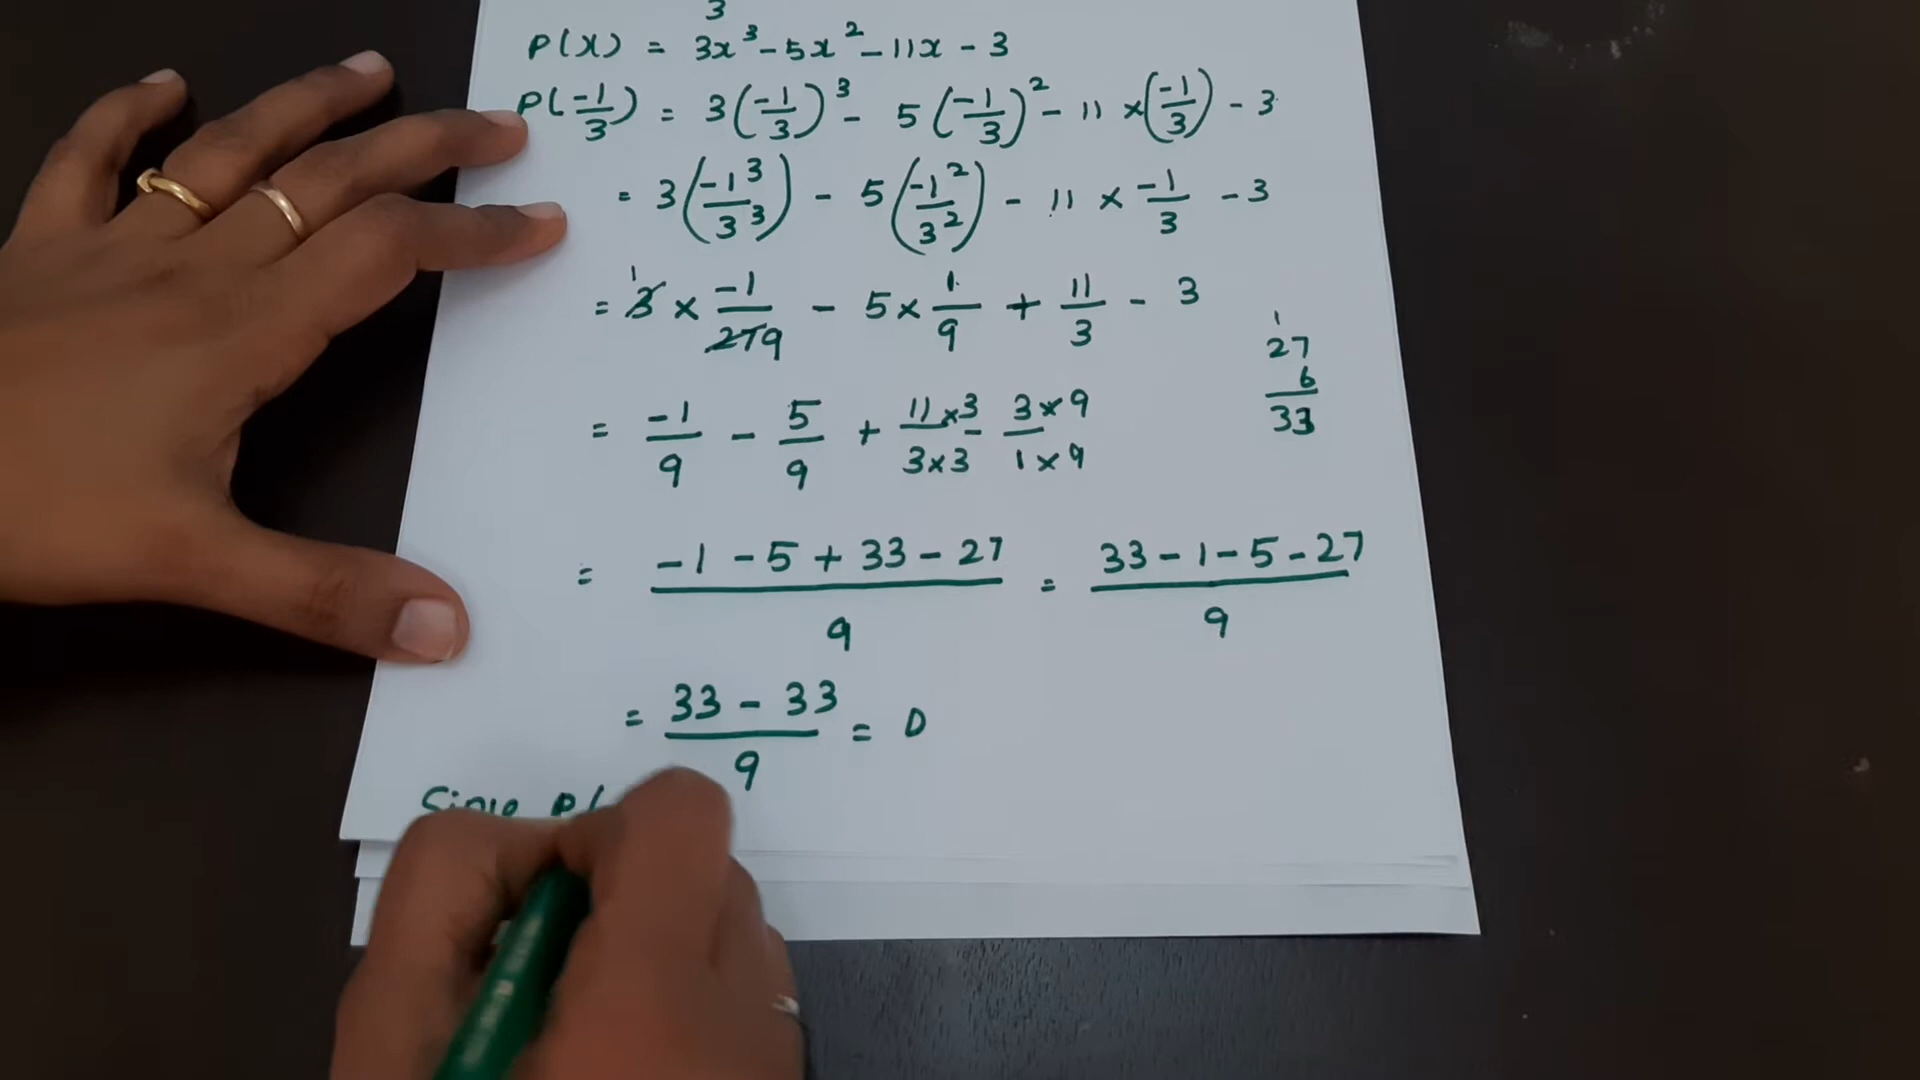 3
P(x) = 3x³ - 5x² - 11x - 3
P(-1/3) = 3(-1/3)³ - 5(-1/3)² - 11 × (-1/3) - 3
= 3(-1³/3³) - 5(-1²/3²) - 11 × -1/3 - 3
= 3 1 × -1/27 9 - 5 × 1/9 + 11/3 - 3
1
27
6
33
= -1/9 - 5/9 + 11×3/3×3 - 3×9/1×9
= -1 - 5 + 33 - 27/9 = 33 - 1 - 5 - 27/9
= 33 - 33/9 = 0
Since P(